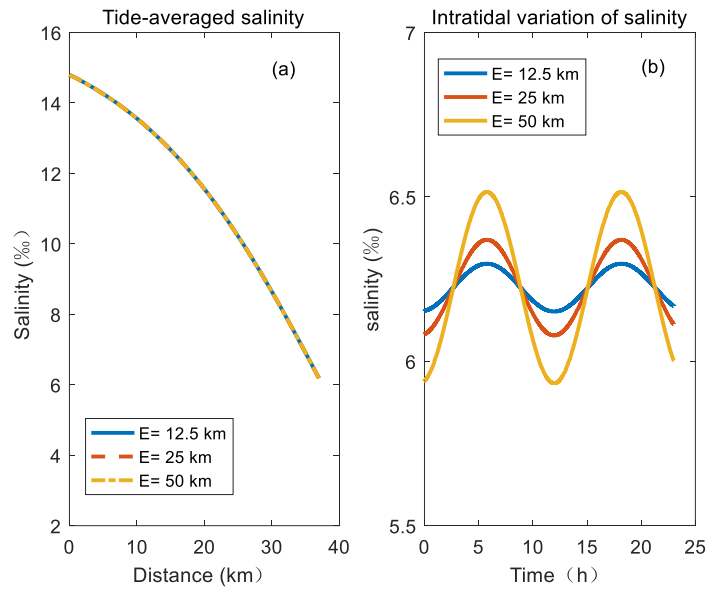 Tide-averaged salinity
(a)
16
14
12
10
8
6
4
2
Salinity (‰）
E= 12.5 km
E= 25 km
E= 50 km
0
10
20
30
40
Distance (km）
Intratidal variation of salinity
(b)
E= 12.5 km
E= 25 km
E= 50 km
7
6.5
6
5.5
salinity (‰)
0
5
10
15
20
25
Time（h）